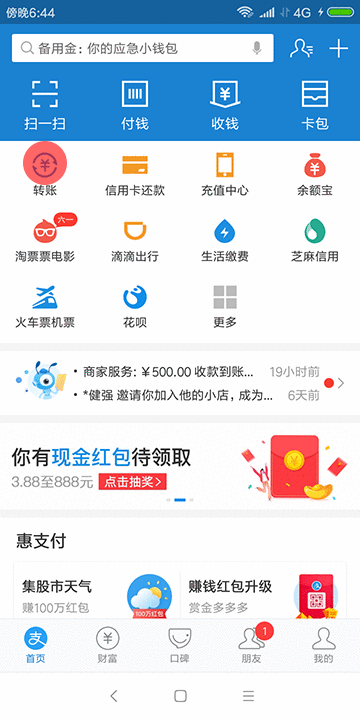 傍晚6:44
4G
备用金：你的应急小钱包
扫一扫 付钱 收钱 卡包
转账 信用卡还款 充值中心 余额宝
六一
淘票票电影 滴滴出行 生活缴费 芝麻信用
火车票机票 花呗 更多
• 商家服务: ¥500.00 收款到账... 19小时前
• *健强 邀请你加入他的小店，成为... 6天前
你有现金红包待领取
3.88至888元 点击抽奖>
惠支付
集股市天气 赚钱红包升级
赚100万红包 赏金多多多
100万红包
支 1
首页 财富 口碑 朋友 我的